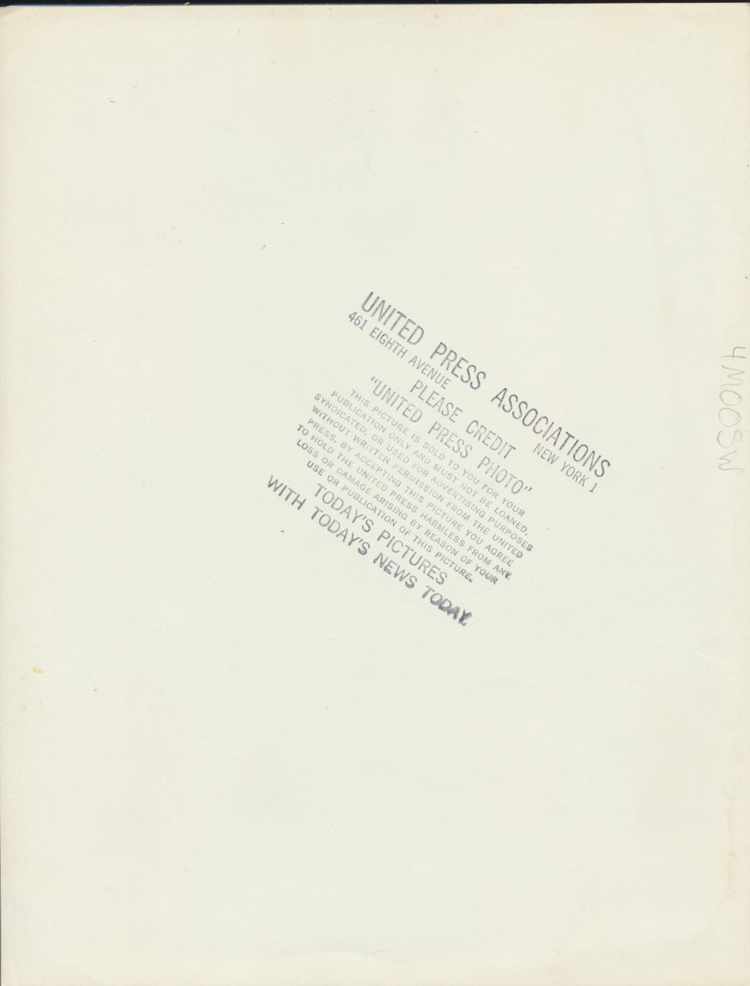 UNITED PRESS ASSOCIATIONS
461 EIGHTH AVENUE NEW YORK 1
PLEASE CREDIT
"UNITED PRESS PHOTO"
THIS PICTURE IS SOLD TO YOU FOR YOUR
PUBLICATION ONLY AND MUST NOT BE LOANED,
SYNDICATED, OR USED FOR ADVERTISING PURPOSES
WITHOUT WRITTEN PERMISSION FROM THE UNITED
PRESS. BY ACCEPTING THIS PICTURE YOU AGREE
TO HOLD THE UNITED PRESS HARMLESS FROM ANY
LOSS OR DAMAGE ARISING BY REASON OF YOUR
USE OR PUBLICATION OF THIS PICTURE.
TODAY'S PICTURES
WITH TODAY'S NEWS TODAY.
4M00SW